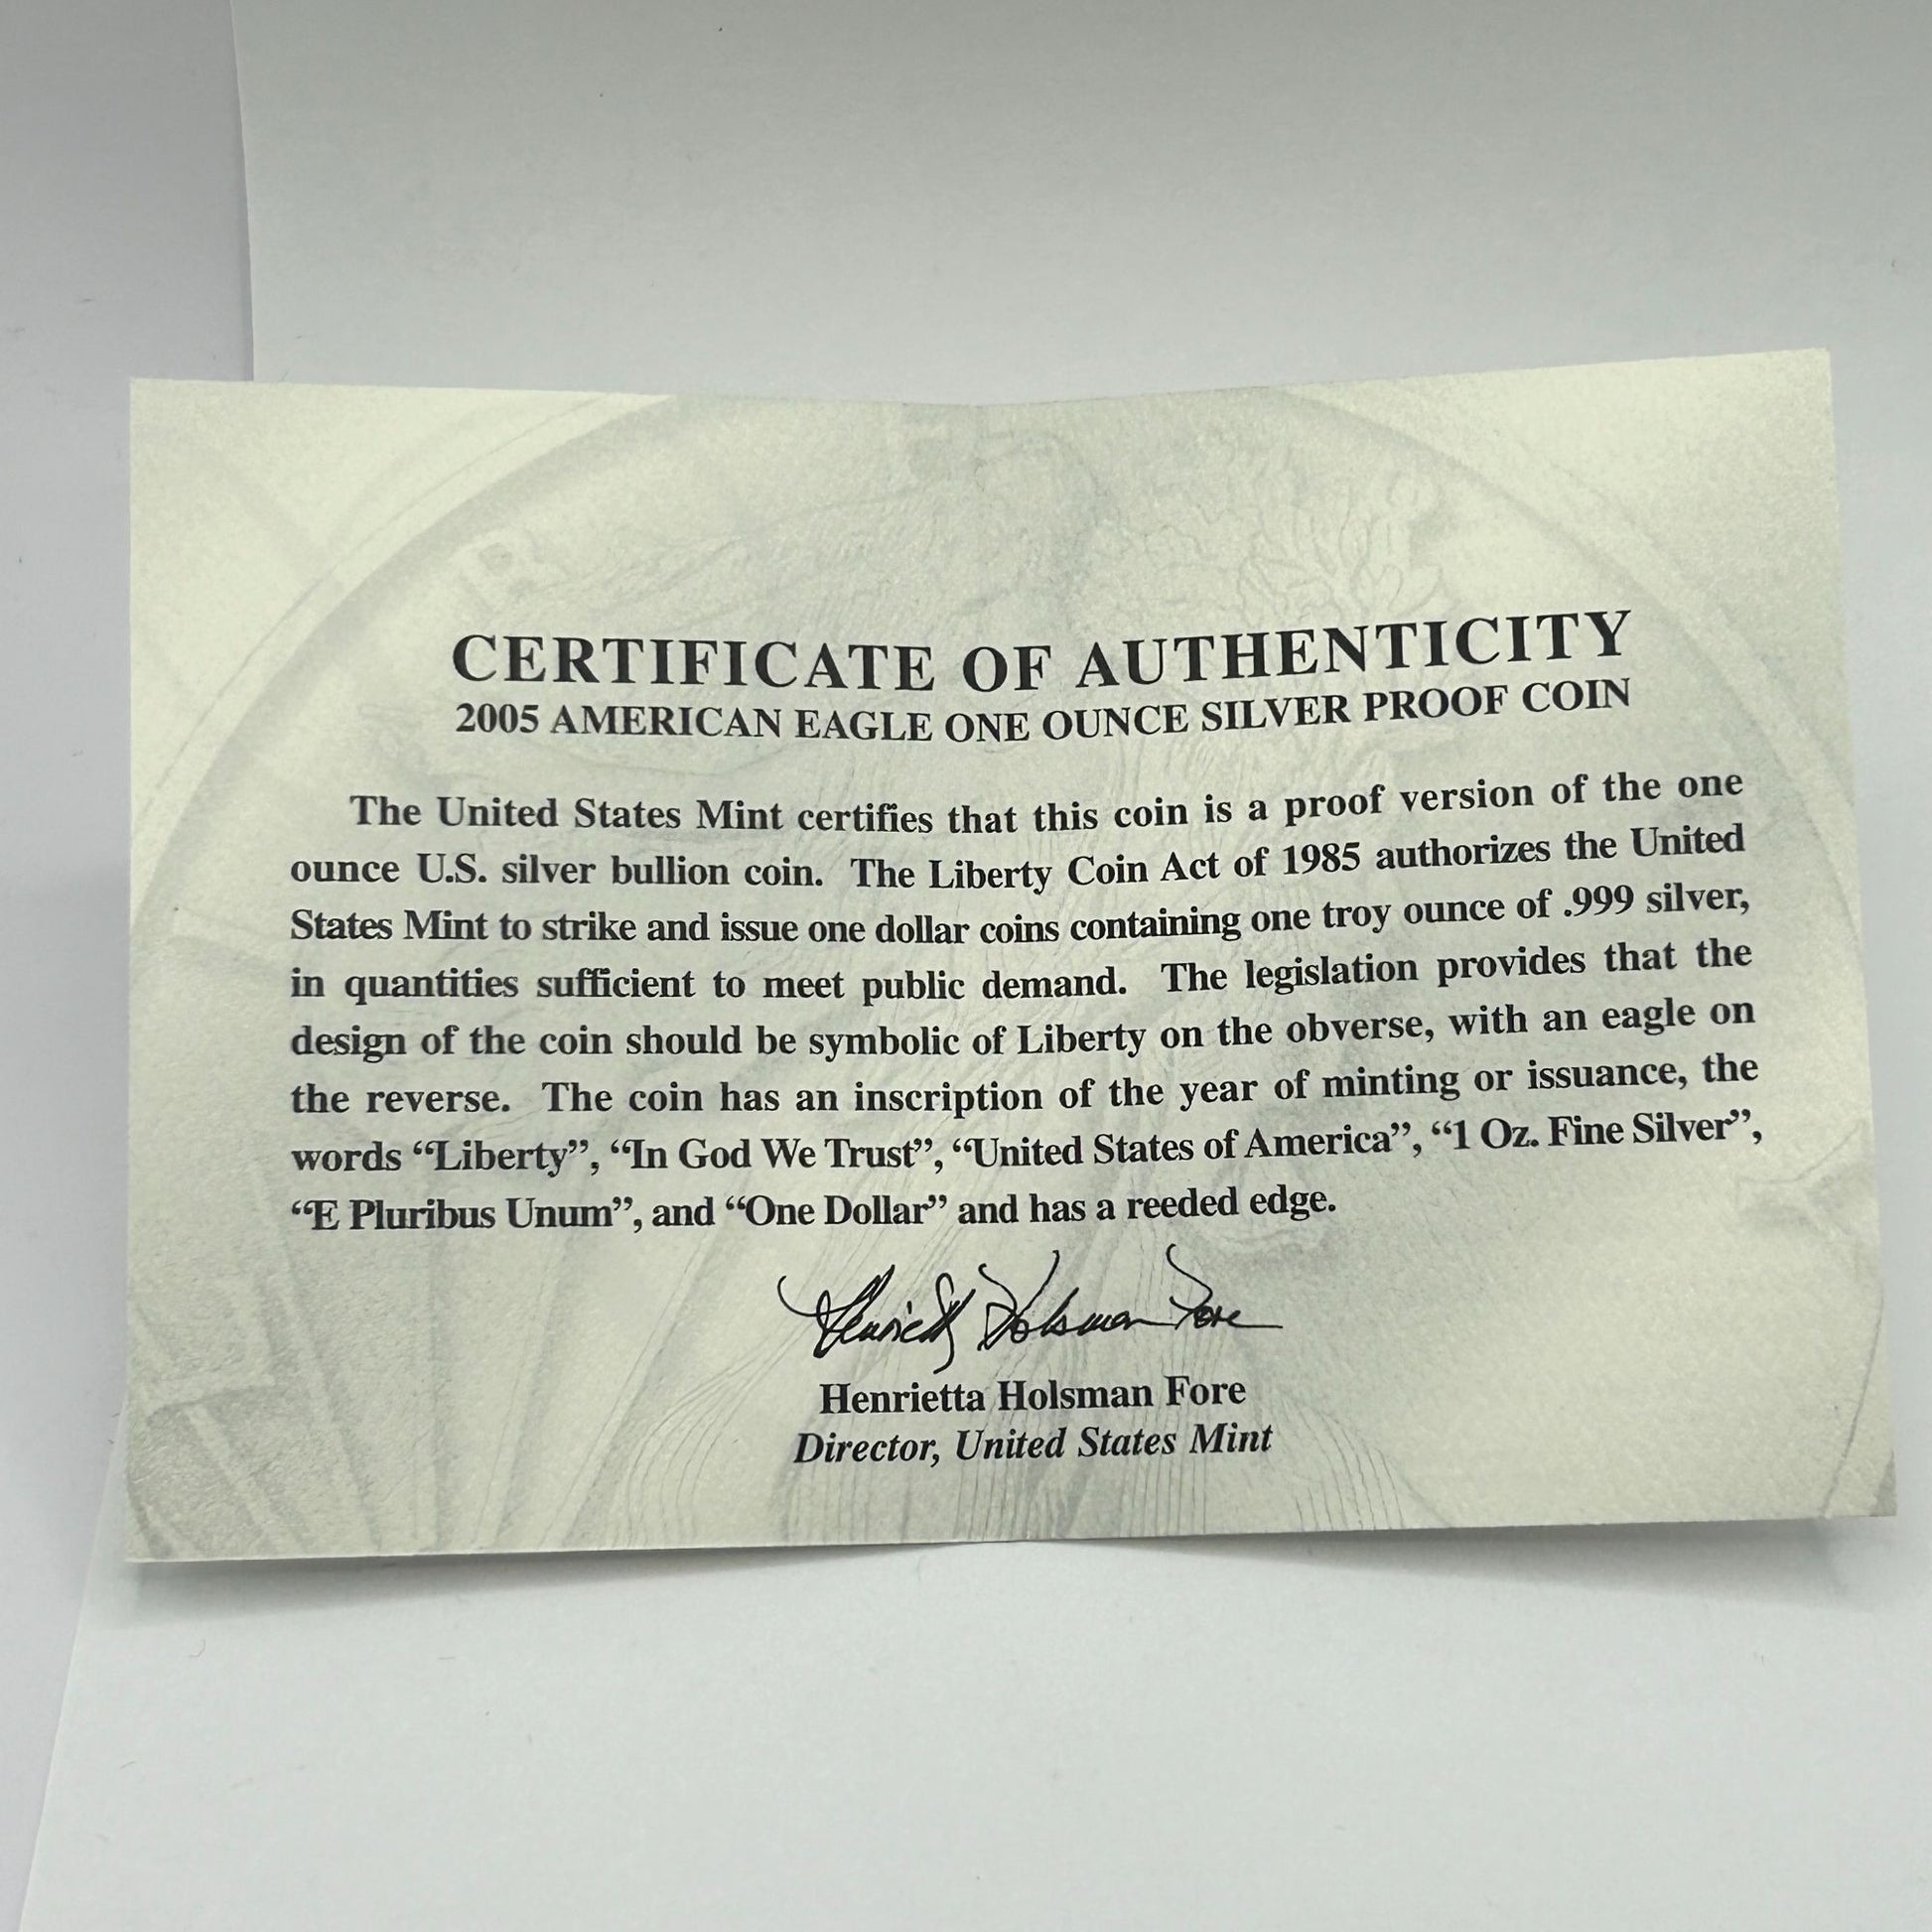 CERTIFICATE OF AUTHENTICITY
2005 AMERICAN EAGLE ONE OUNCE SILVER PROOF COIN
The United States Mint certifies that this coin is a proof version of the one
ounce U.S. silver bullion coin. The Liberty Coin Act of 1985 authorizes the United
States Mint to strike and issue one dollar coins containing one troy ounce of .999 silver,
in quantities sufficient to meet public demand. The legislation provides that the
design of the coin should be symbolic of Liberty on the obverse, with an eagle on
the reverse. The coin has an inscription of the year of minting or issuance, the
words “Liberty”, “In God We Trust”, “United States of America”, “1 Oz. Fine Silver”,
“E Pluribus Unum”, and “One Dollar” and has a reeded edge.
Henrietta Holsman Fore
Henrietta Holsman Fore
Director, United States Mint